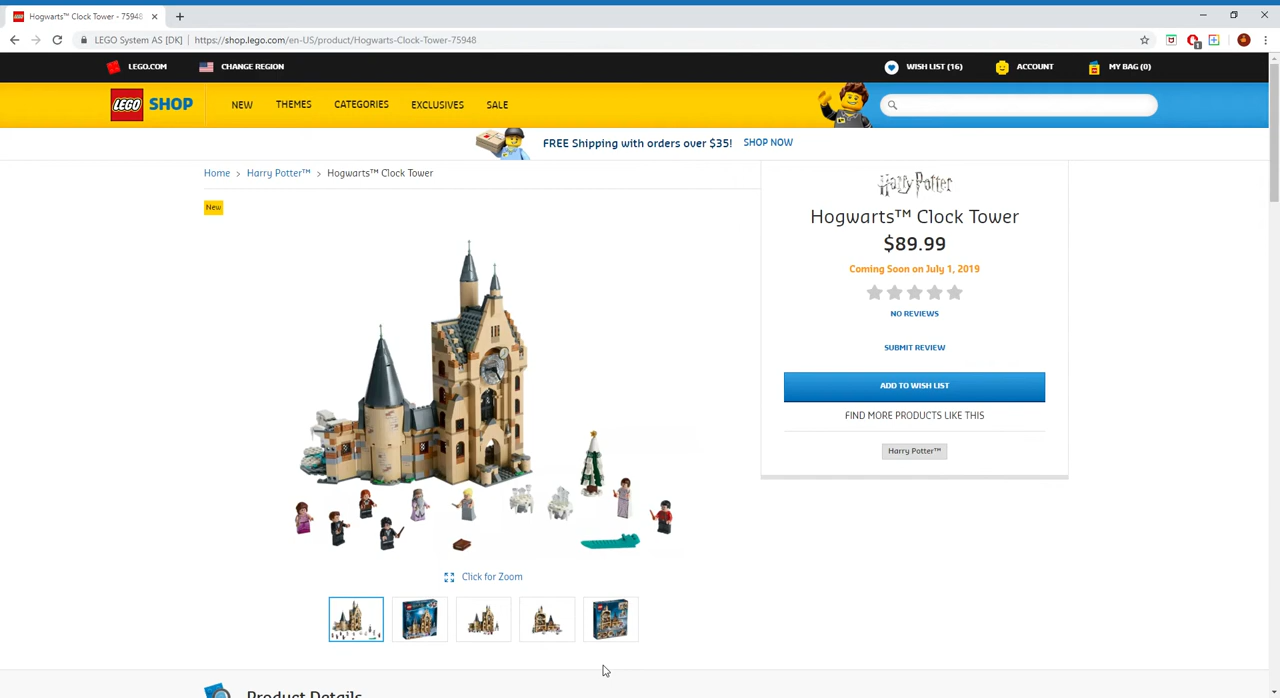 Hogwarts™ Clock Tower - 75948
LEGO System AS [DK] | https://shop.lego.com/en-US/product/Hogwarts-Clock-Tower-75948
1
LEGO.COM CHANGE REGION WISH LIST (16) ACCOUNT MY BAG (0)
LEGO SHOP NEW THEMES CATEGORIES EXCLUSIVES SALE
FREE Shipping with orders over $35! SHOP NOW
Home > Harry Potter™ > Hogwarts™ Clock Tower
New
Harry Potter
Hogwarts™ Clock Tower
$89.99
Coming Soon on July 1, 2019
NO REVIEWS
SUBMIT REVIEW
ADD TO WISH LIST
FIND MORE PRODUCTS LIKE THIS
Harry Potter™
Click for Zoom
Product Details